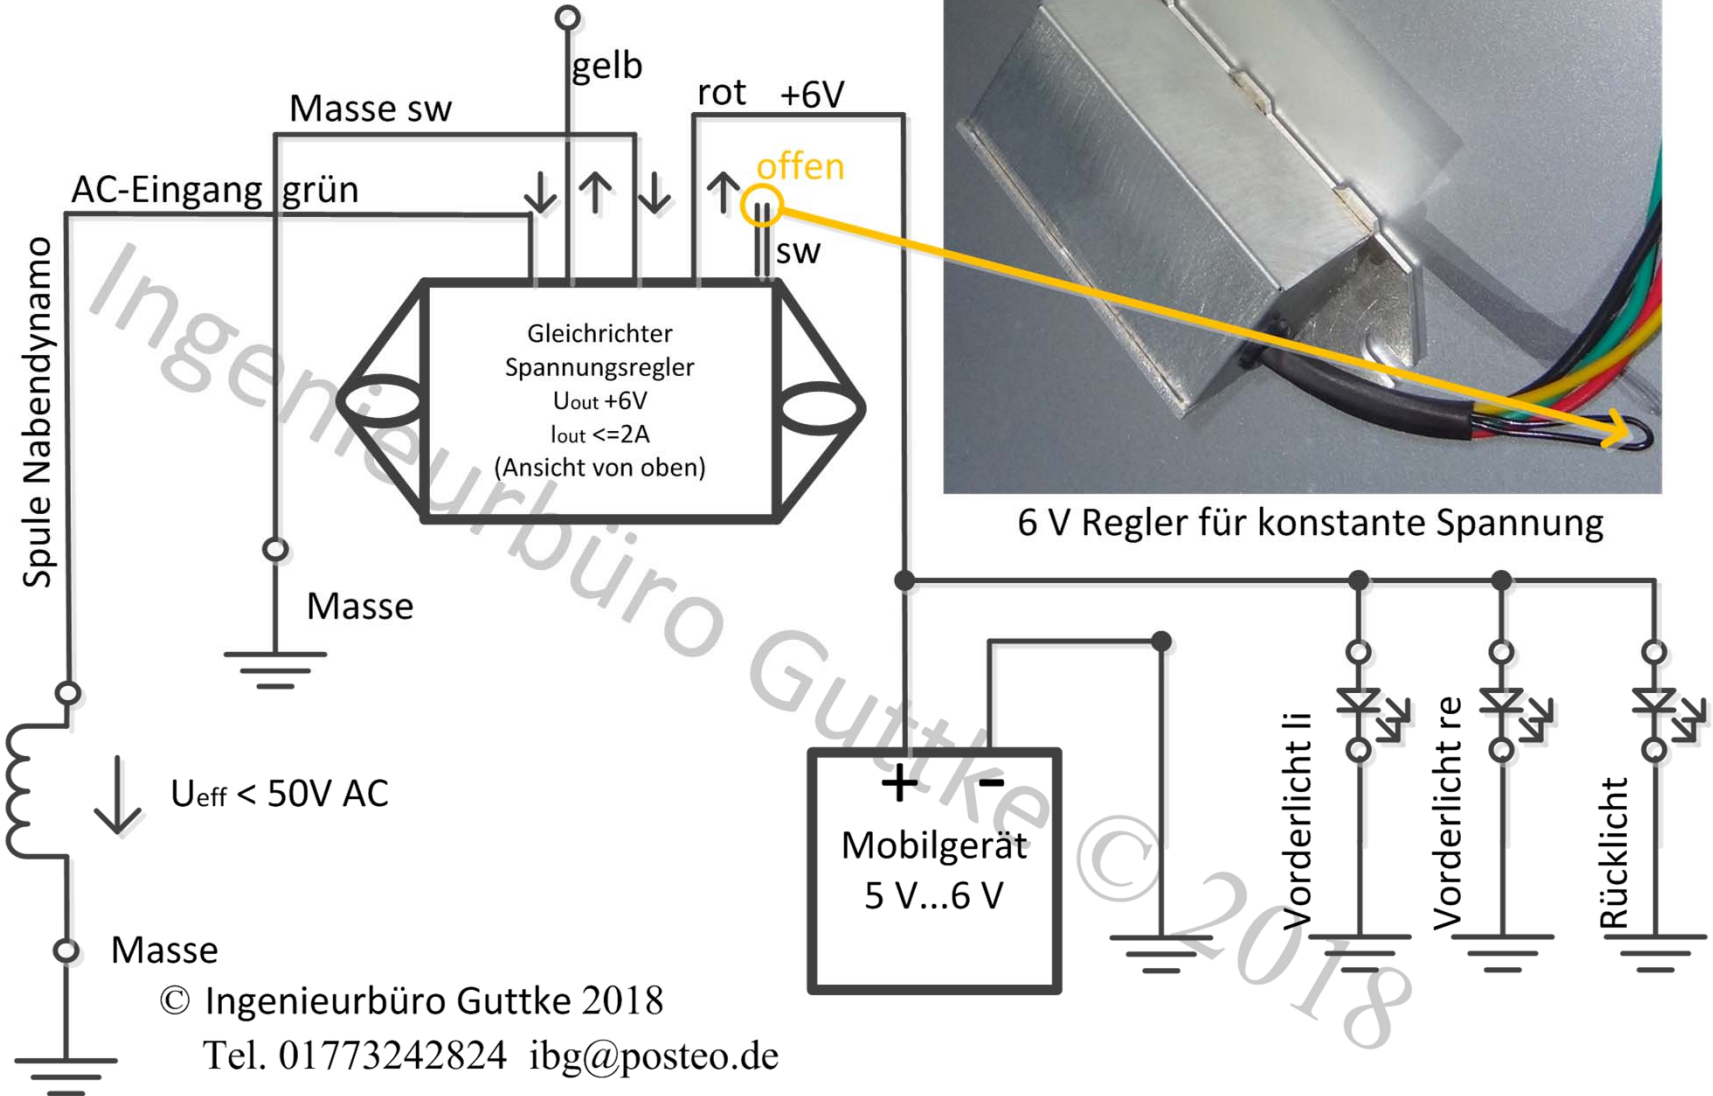 gelb
Masse sw
rot +6V
offen
AC-Eingang grün
sw
Spule Nabendynamo
Gleichrichter
Spannungsregler
Uout +6V
Iout <=2A
(Ansicht von oben)
6 V Regler für konstante Spannung
Masse
Ueff < 50V AC
+ -
Mobilgerät
5 V...6 V
Vorderlicht li
Vorderlicht re
Rücklicht
Masse
© Ingenieurbüro Guttke 2018
Tel. 01773242824 ibg@posteo.de
Ingenieurbüro Guttke © 2018